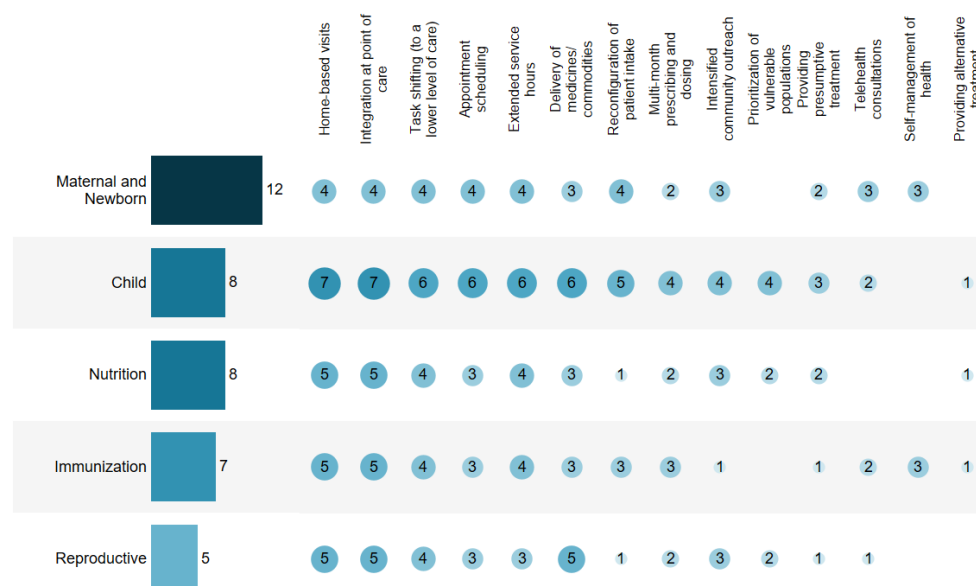 Home-based visits
Integration at point of
care
Task shifting (to a
lower level of care)
Appointment
scheduling
Extended service
hours
Delivery of
medicines/
commodities
Reconfiguration of
patient intake
Multi-month
prescribing and
dosing
Intensified
community outreach
Prioritization of
vulnerable
populations
Providing
presumptive
treatment
Telehealth
consultations
Self-management of
health
Providing alternative
treatment
Maternal and
Newborn
12
4 4 4 4 4 3 4 2 3 2 3 3
Child
8
7 7 6 6 6 6 5 4 4 4 3 2 1
Nutrition
8
5 5 4 3 4 3 1 2 3 2 2 1
Immunization
7
5 5 4 3 4 3 3 3 1 1 2 3 1
Reproductive
5
5 5 4 3 3 5 1 2 3 2 1 1